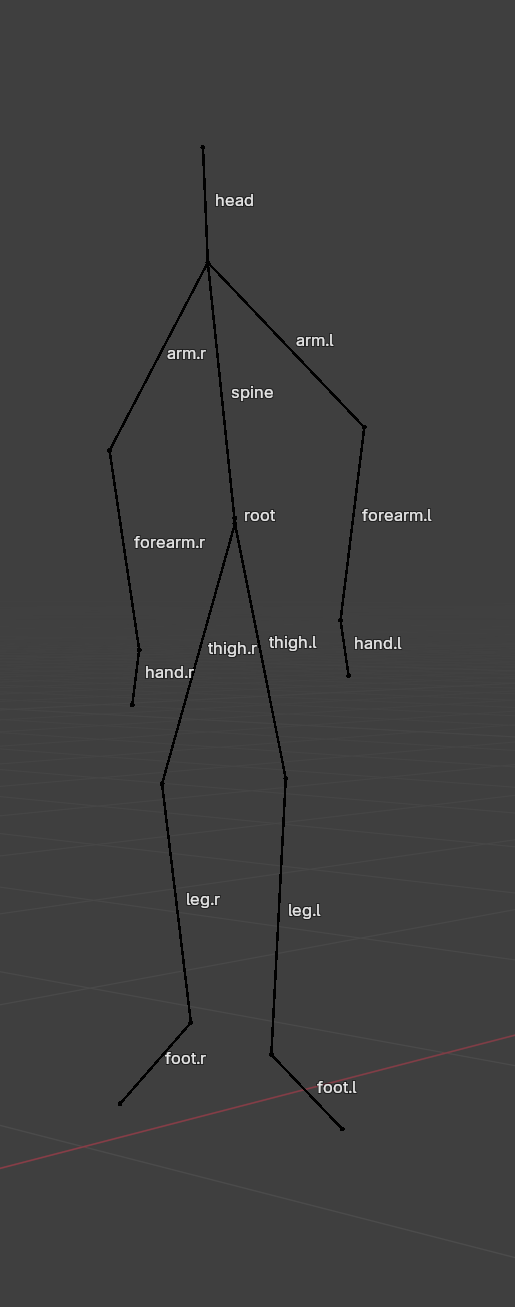 head
arm.l
arm.r
spine
root
forearm.l
forearm.r
thigh.l
thigh.r
hand.l
hand.r
leg.r
leg.l
foot.r
foot.l